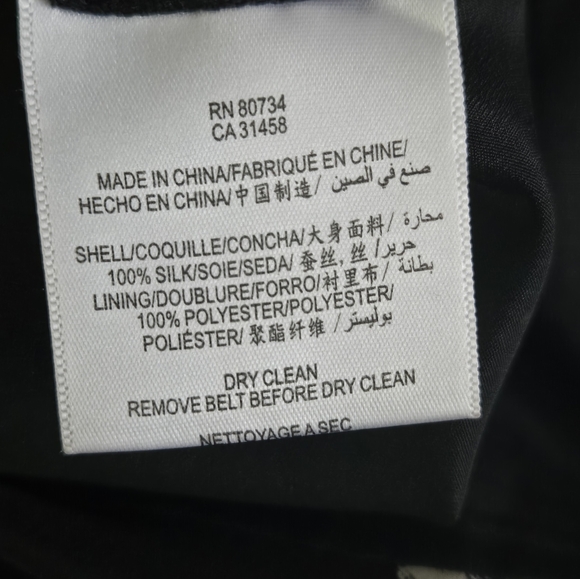 RN 80734
CA 31458
MADE IN CHINA/FABRIQUÉ EN CHINE/
HECHO EN CHINA/中国制造/ صنع في الصين
SHELL/COQUILLE/CONCHA/大身面料/ محارة
100% SILK/SOIE/SEDA/ 蚕丝, 丝 /حرير
LINING/DOUBLURE/FORRO/衬里布/ بطانة
100% POLYESTER/POLYESTER/
POLIÉSTER/ 聚酯纤维 /بوليستر
DRY CLEAN
REMOVE BELT BEFORE DRY CLEAN
NETTOYAGE A SEC